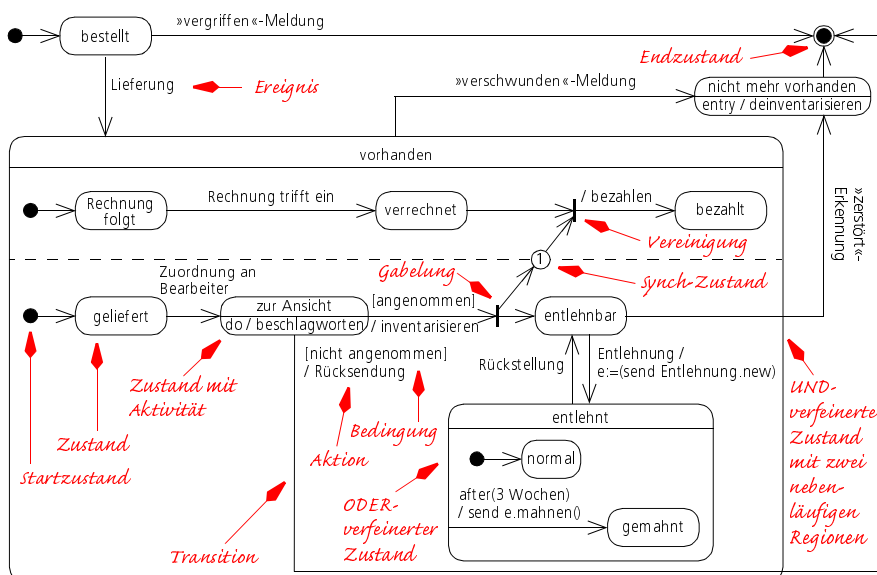 »vergriffen«-Meldung
bestellt
Endzustand
Lieferung
Ereignis
»verschwunden«-Meldung
nicht mehr vorhanden
entry / deinventarisieren
vorhanden
»zerstört«-
Erkennung
Rechnung
folgt
Rechnung trifft ein
verrechnet
/ bezahlen
bezahlt
Vereinigung
1
Gabelung
Synch-Zustand
Zuordnung an
Bearbeiter
geliefert
zur Ansicht
do / beschlagworten
[angenommen]
/ inventarisieren
entlehnbar
[nicht angenommen]
/ Rücksendung
Rückstellung
Entlehnung /
e:=(send Entlehnung.new)
Zustand mit
Aktivität
Zustand
Startzustand
Bedingung
Aktion
UND-
verfeinerter
Zustand
mit zwei
neben-
läufigen
Regionen
entlehnt
normal
after(3 Wochen)
/ send e.mahnen()
gemahnt
ODER-
verfeinerter
Zustand
Transition